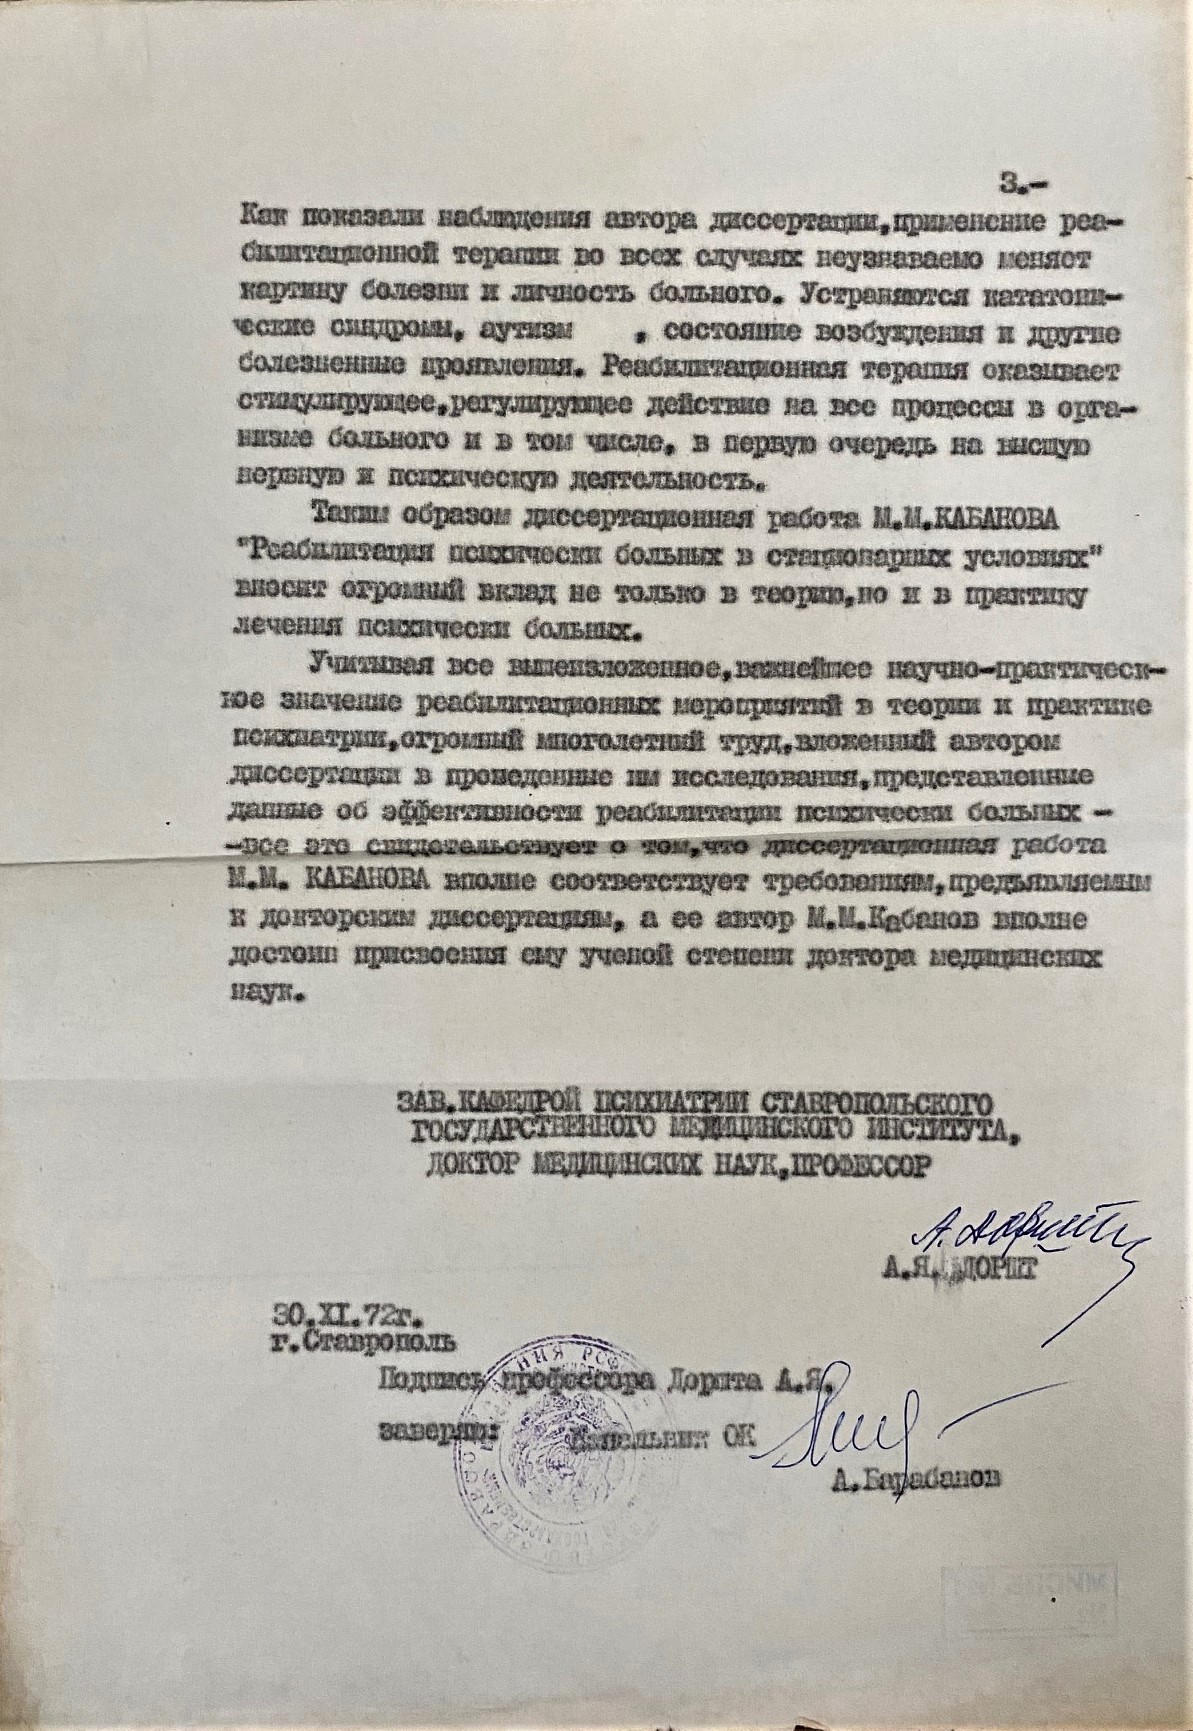 3.-
Как показали наблюдения автора диссертации,применение реа-
билитационной терапии во всех случаях неузнаваемо меняет
картину болезни и личность больного. Устраняются кататони-
ческие синдромы, аутизм , состояние возбуждения и другие
болезненные проявления. Реабилитационная терапия оказывает
стимулирующее,регулирующее действие на все процессы в орга-
низме больного и в том числе, в первую очередь на высшую
нервную и психическую деятельность.
Таким образом диссертационная работа М.М.КАБАНОВА
"Реабилитация психически больных в стационарных условиях"
вносит огромный вклад не только в теорию,но и в практику
лечения психически больных.
Учитывая все вышеизложенное,важнейшее научно-практическ-
кое значение реабилитационных мероприятий в теории и практике
психиатрии,огромный многолетний труд,вложенный автором
диссертации в проведенные им исследования,представленные
данные об эффективности реабилитации психически больных -
-все это свидетельствует о том,что диссертационная работа
М.М. КАБАНОВА вполне соответствует требованиям,предъявляемым
к докторским диссертациям, а ее автор М.М.Кабанов вполне
достоин присвоения ему ученой степени доктора медицинских
наук.
ЗАВ.КАФЕДРОЙ ПСИХИАТРИИ СТАВРОПОЛЬСКОГО
ГОСУДАРСТВЕННОГО МЕДИЦИНСКОГО ИНСТИТУТА,
ДОКТОР МЕДИЦИНСКИХ НАУК,ПРОФЕССОР
А. Доршт
А.Я. ДОРШТ
30.XI.72г.
г.Ставрополь
Подпись профессора Доршта А.Я.
заверяю: Начальник ОК
А.Барабанов